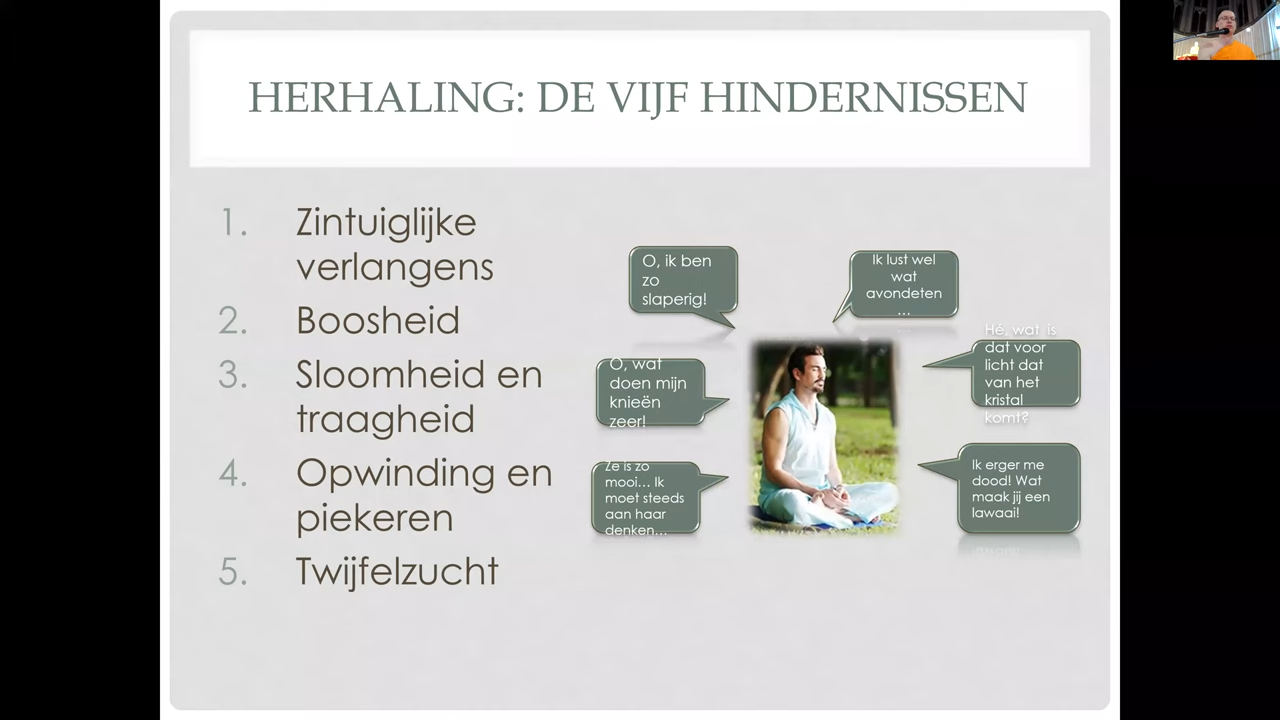 HERHALING: DE VIJF HINDERNISSEN
1. Zintuiglijke
verlangens
2. Boosheid
3. Sloomheid en
traagheid
4. Opwinding en
piekeren
5. Twijfelzucht
O, ik ben
zo
slaperig!
Ik lust wel
wat
avondeten
...
O, wat
doen mijn
knieën
zeer!
Hé, wat is
dat voor
licht dat
van het
kristal
komt?
Ze is zo
mooi... Ik
moet steeds
aan haar
denken...
Ik erger me
dood! Wat
maak jij een
lawaai!